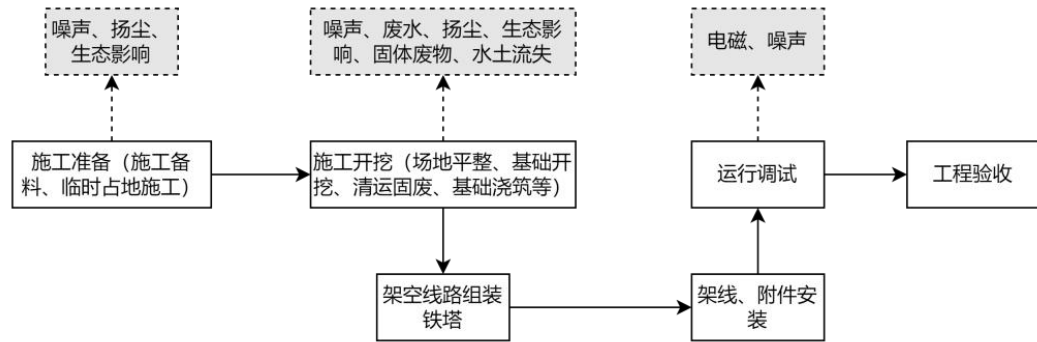 噪声、扬尘、
生态影响
噪声、废水、扬尘、生态影
响、固体废物、水土流失
电磁、噪声
施工准备（施工备
料、临时占地施工）
施工开挖（场地平整、基础开
挖、清运固废、基础浇筑等）
运行调试
工程验收
架空线路组装
铁塔
架线、附件安
装